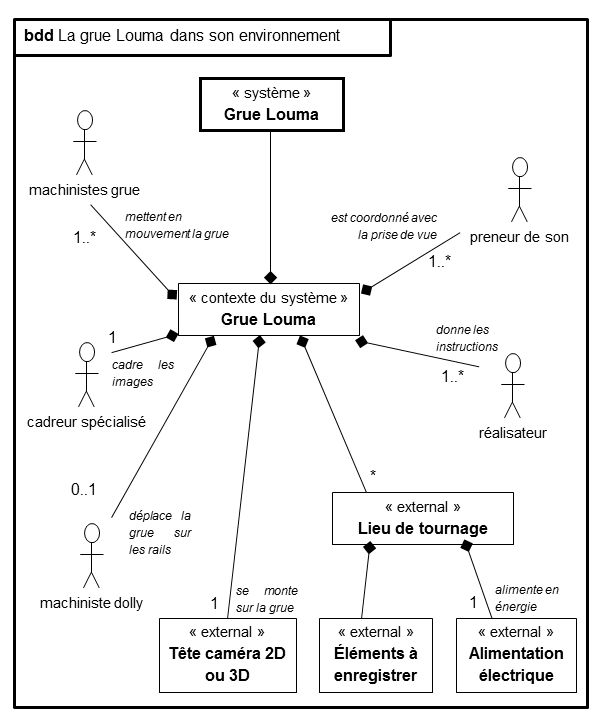 bdd La grue Louma dans son environnement
« système »
Grue Louma
machinistes grue
1..*
mettent en
mouvement la grue
est coordonné avec
la prise de vue
preneur de son
1..*
« contexte du système »
Grue Louma
1
cadre les
images
cadreur spécialisé
donne les
instructions
1..*
réalisateur
0..1
déplace la
grue sur
les rails
machiniste dolly
*
« external »
Lieu de tournage
1
se monte
sur la grue
1
alimente en
énergie
« external »
Tête caméra 2D
ou 3D
« external »
Éléments à
enregistrer
« external »
Alimentation
électrique